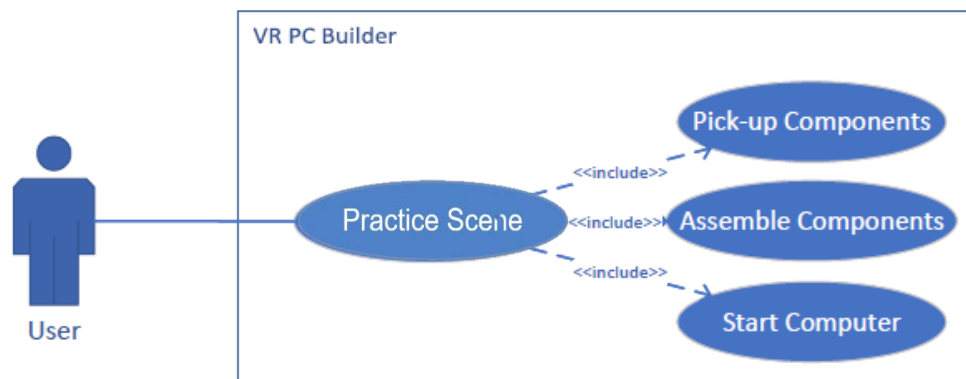 VR PC Builder
Pick-up Components
<<include>>
Practice Scene
<<include>>
Assemble Components
<<include>>
Start Computer
User